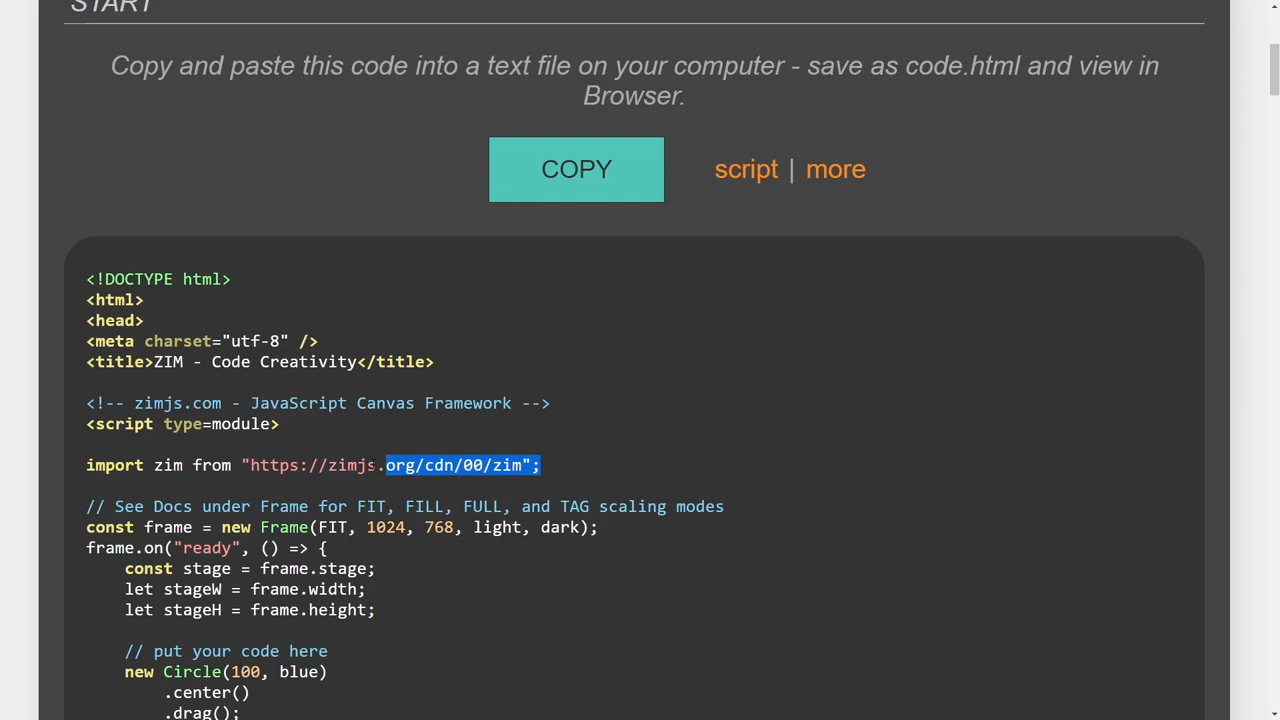 START
Copy and paste this code into a text file on your computer - save as code.html and view in
Browser.
COPY script | more
<!DOCTYPE html>
<html>
<head>
<meta charset="utf-8" />
<title>ZIM - Code Creativity</title>
<!-- zimjs.com - JavaScript Canvas Framework -->
<script type=module>
import zim from "https://zimjs.org/cdn/00/zim";
// See Docs under Frame for FIT, FILL, FULL, and TAG scaling modes
const frame = new Frame(FIT, 1024, 768, light, dark);
frame.on("ready", () => {
    const stage = frame.stage;
    let stageW = frame.width;
    let stageH = frame.height;
    // put your code here
    new Circle(100, blue)
        .center()
        .drag();